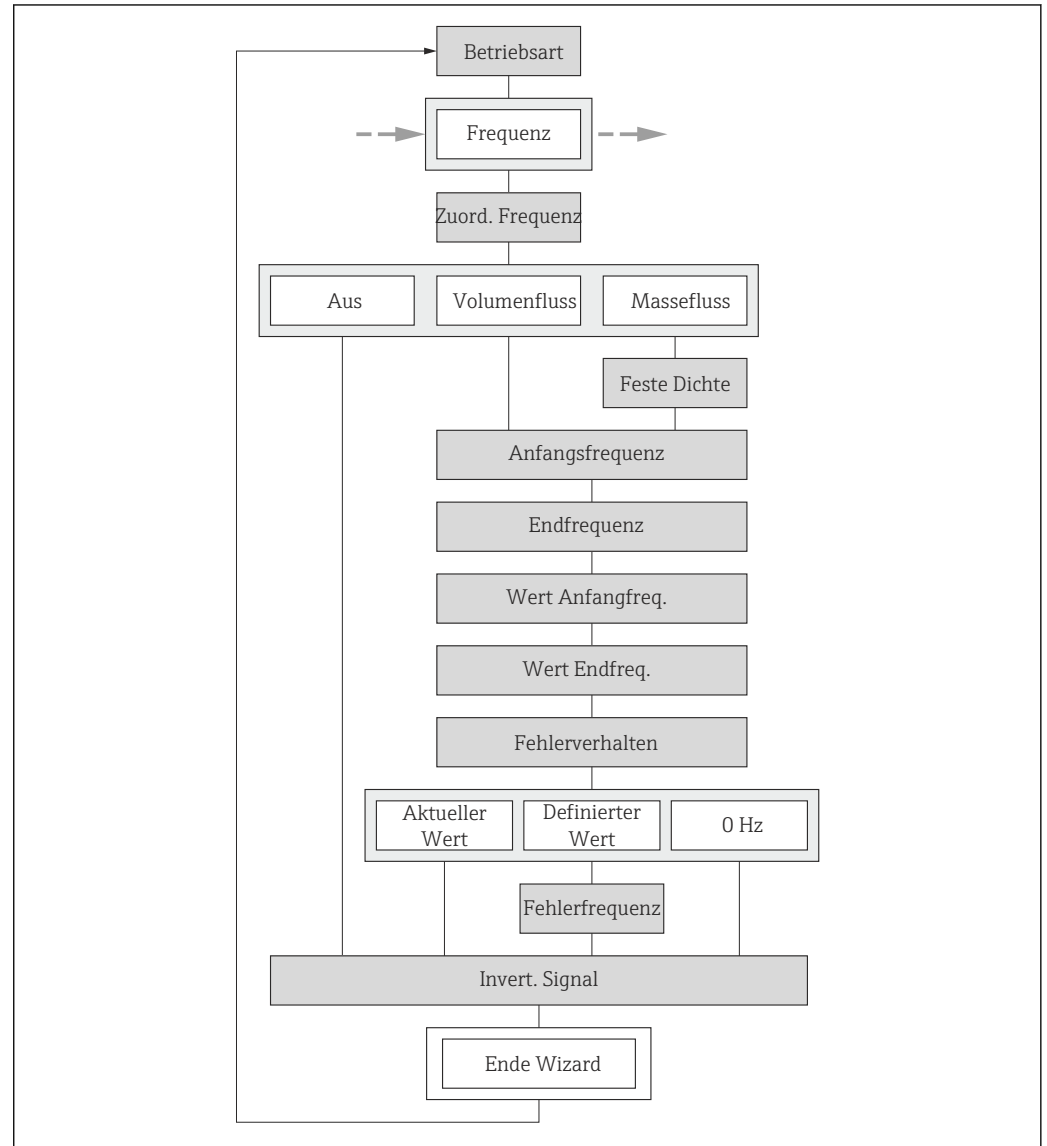 Betriebsart
Frequenz
Zuord. Frequenz
Aus
Volumenfluss
Massefluss
Feste Dichte
Anfangsfrequenz
Endfrequenz
Wert Anfangfreq.
Wert Endfreq.
Fehlerverhalten
Aktueller
Wert
Definierter
Wert
0 Hz
Fehlerfrequenz
Invert. Signal
Ende Wizard